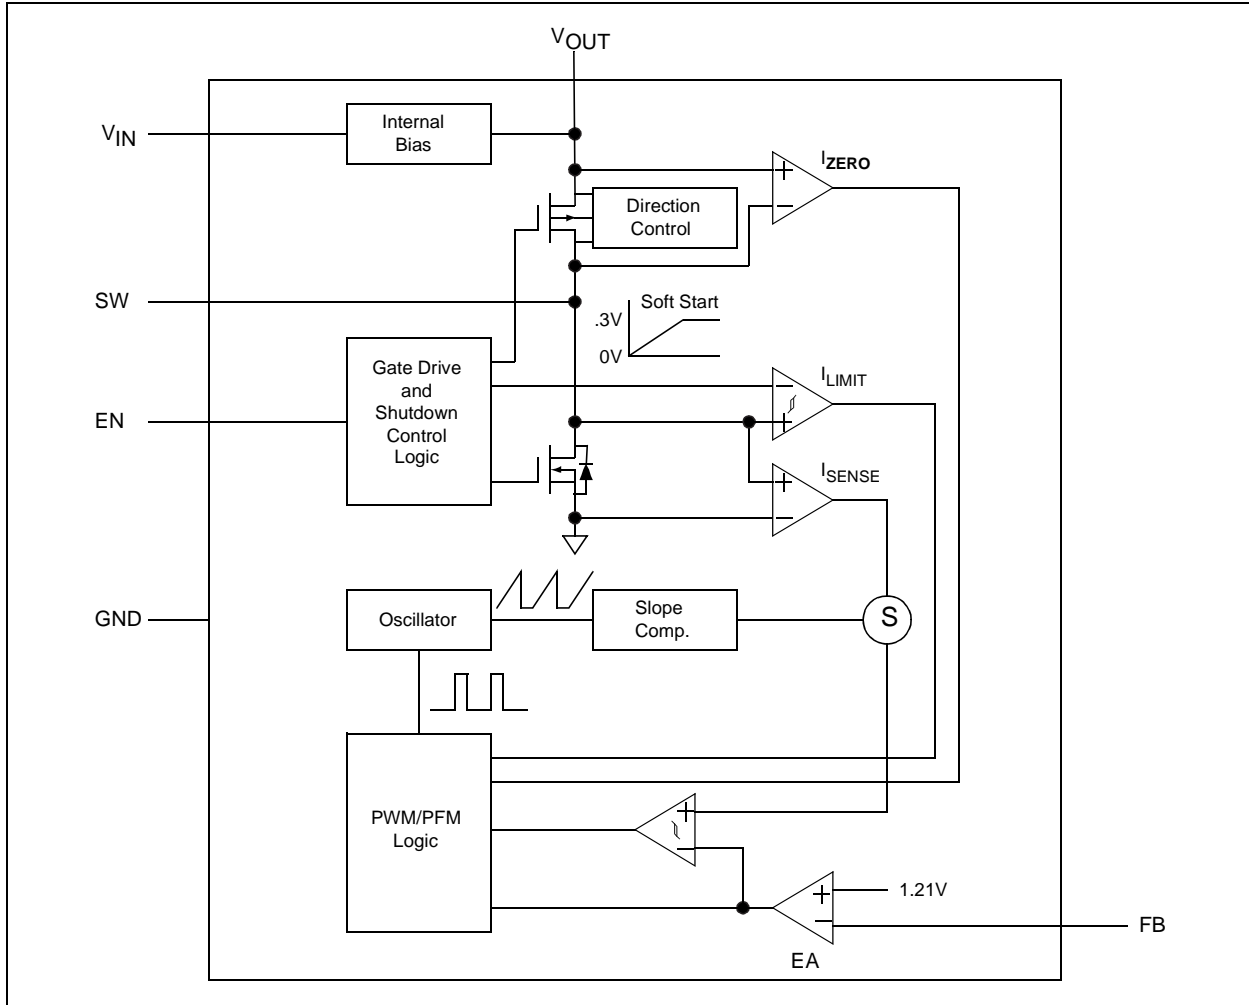 VOUT
VIN
Internal
Bias
IZERO
+
−
Direction
Control
SW
Soft Start
.3V
0V
Gate Drive
and
Shutdown
Control
Logic
EN
ILIMIT
−
+
ISENSE
+
−
GND
Oscillator
Slope
Comp.
S
PWM/PFM
Logic
+
−
+
−
1.21V
FB
EA